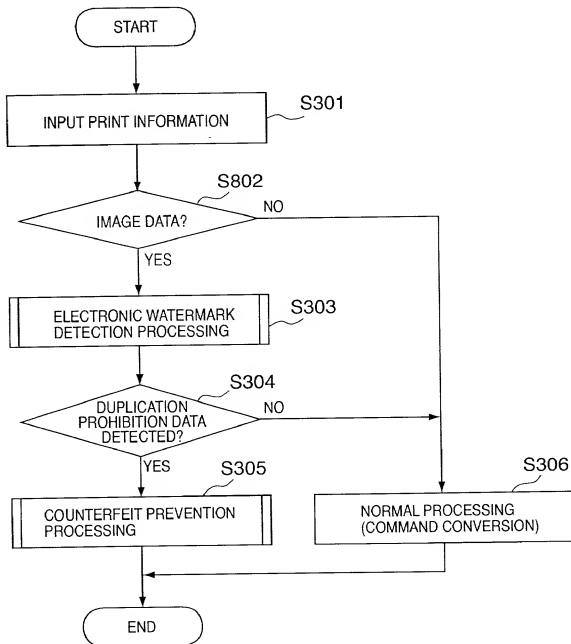 START
INPUT PRINT INFORMATION
S301
S802
IMAGE DATA?
NO
YES
ELECTRONIC WATERMARK
DETECTION PROCESSING
S303
S304
DUPLICATION
PROHIBITION DATA
DETECTED?
NO
YES
S305
COUNTERFEIT PREVENTION
PROCESSING
S306
NORMAL PROCESSING
(COMMAND CONVERSION)
END